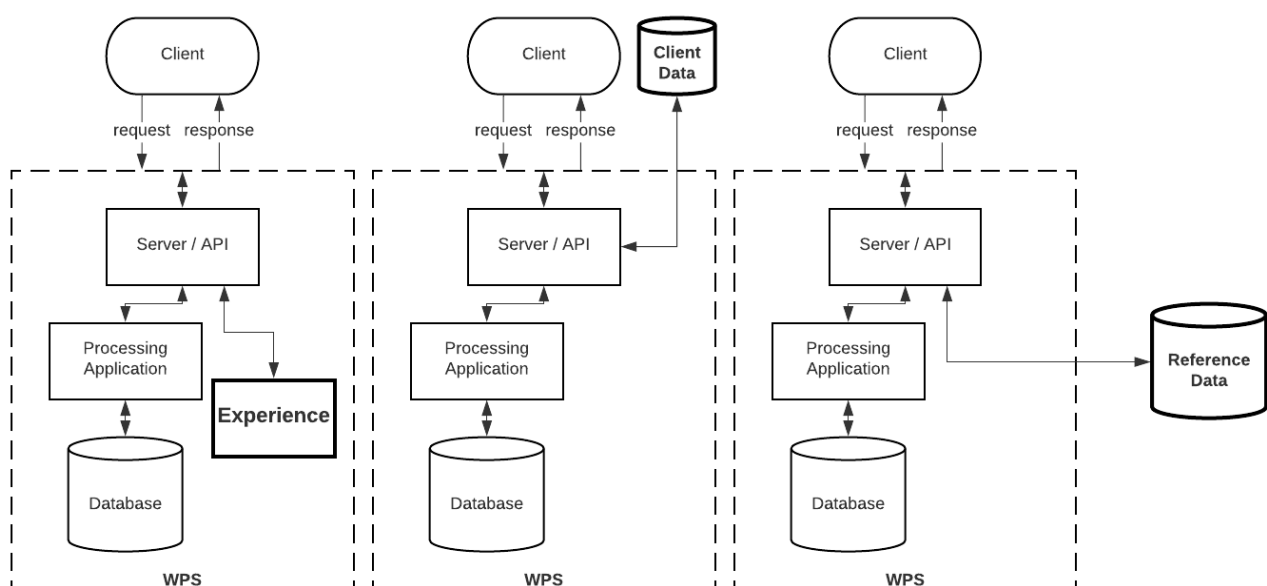 Client
request response
Server / API
Processing
Application
Experience
Database
WPS
Client
Client
Data
request response
Server / API
Processing
Application
Database
WPS
Client
request response
Server / API
Processing
Application
Reference
Data
Database
WPS